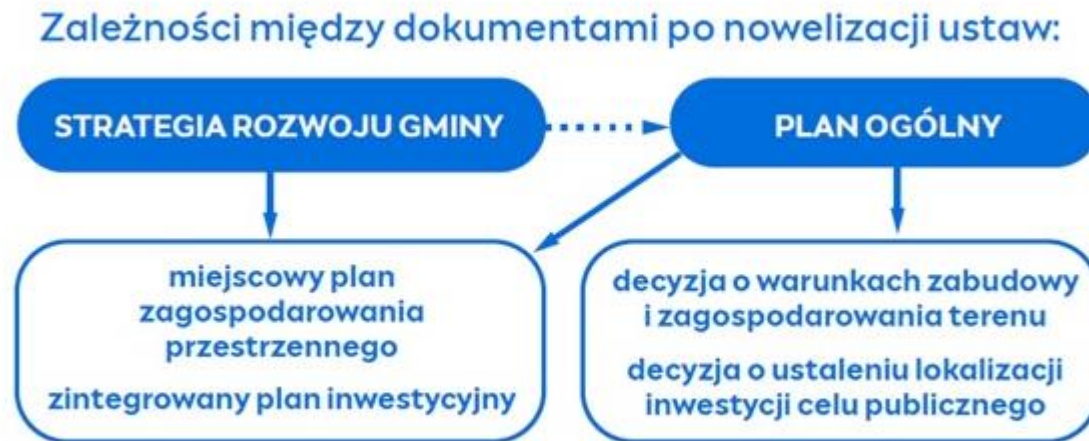 Zależności między dokumentami po nowelizacji ustaw:
STRATEGIA ROZWOJU GMINY
PLAN OGÓLNY
miejscowy plan
zagospodarowania
przestrzennego
zintegrowany plan inwestycyjny
decyzja o warunkach zabudowy
i zagospodarowania terenu
decyzja o ustaleniu lokalizacji
inwestycji celu publicznego